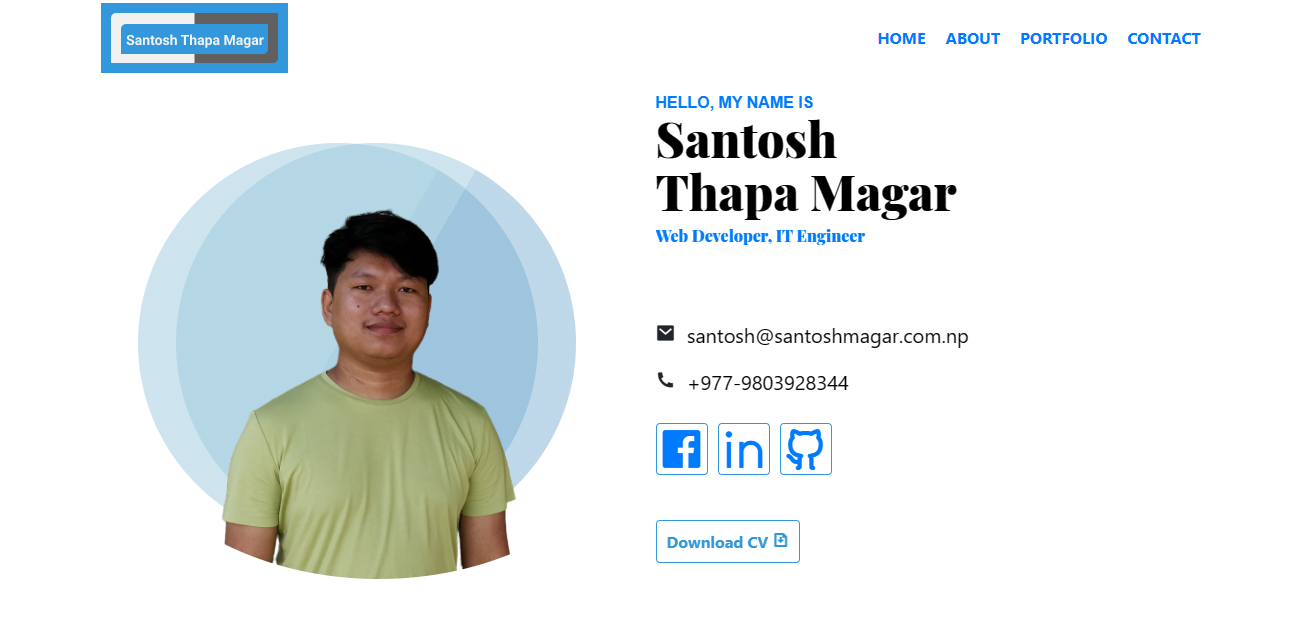 Santosh Thapa Magar
HOME ABOUT PORTFOLIO CONTACT
HELLO, MY NAME IS
Santosh
Thapa Magar
Web Developer, IT Engineer
santosh@santoshmagar.com.np
+977-9803928344
in
Download CV